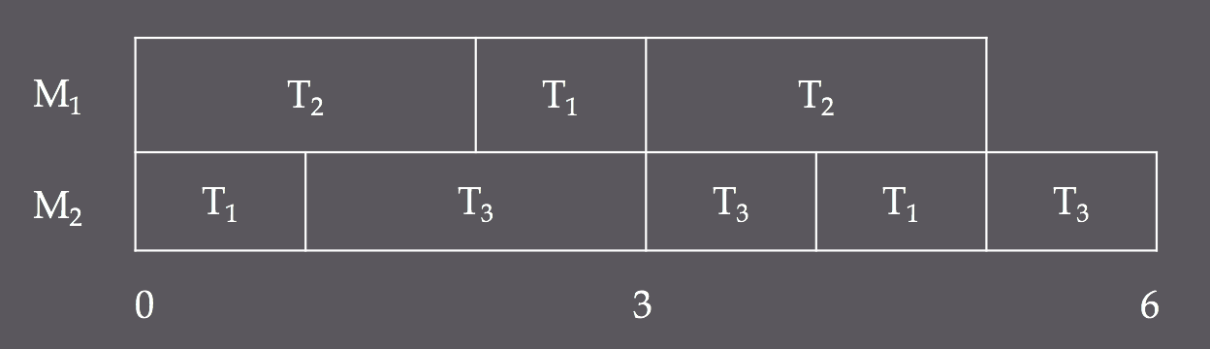 M₁ T₂ T₁ T₂
M₂ T₁ T₃ T₃ T₁ T₃
0 3 6